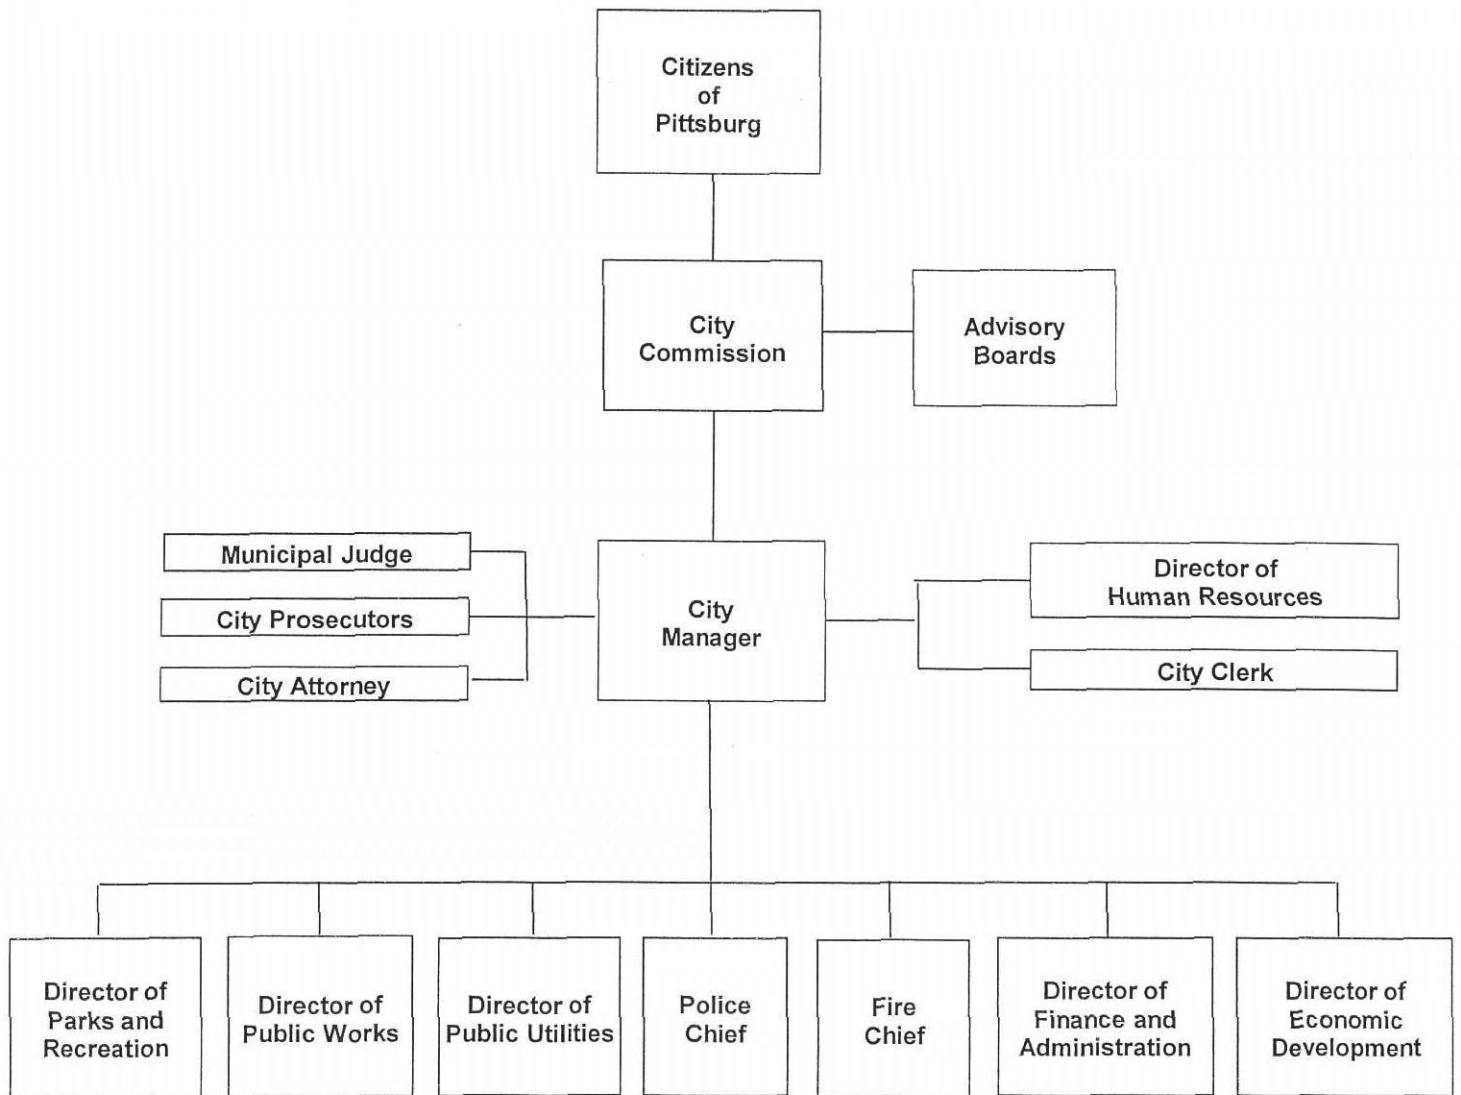 Citizens
of
Pittsburg
City
Commission
Advisory
Boards
Municipal Judge
City Prosecutors
City Attorney
City
Manager
Director of
Human Resources
City Clerk
Director of
Parks and
Recreation
Director of
Public Works
Director of
Public Utilities
Police
Chief
Fire
Chief
Director of
Finance and
Administration
Director of
Economic
Development